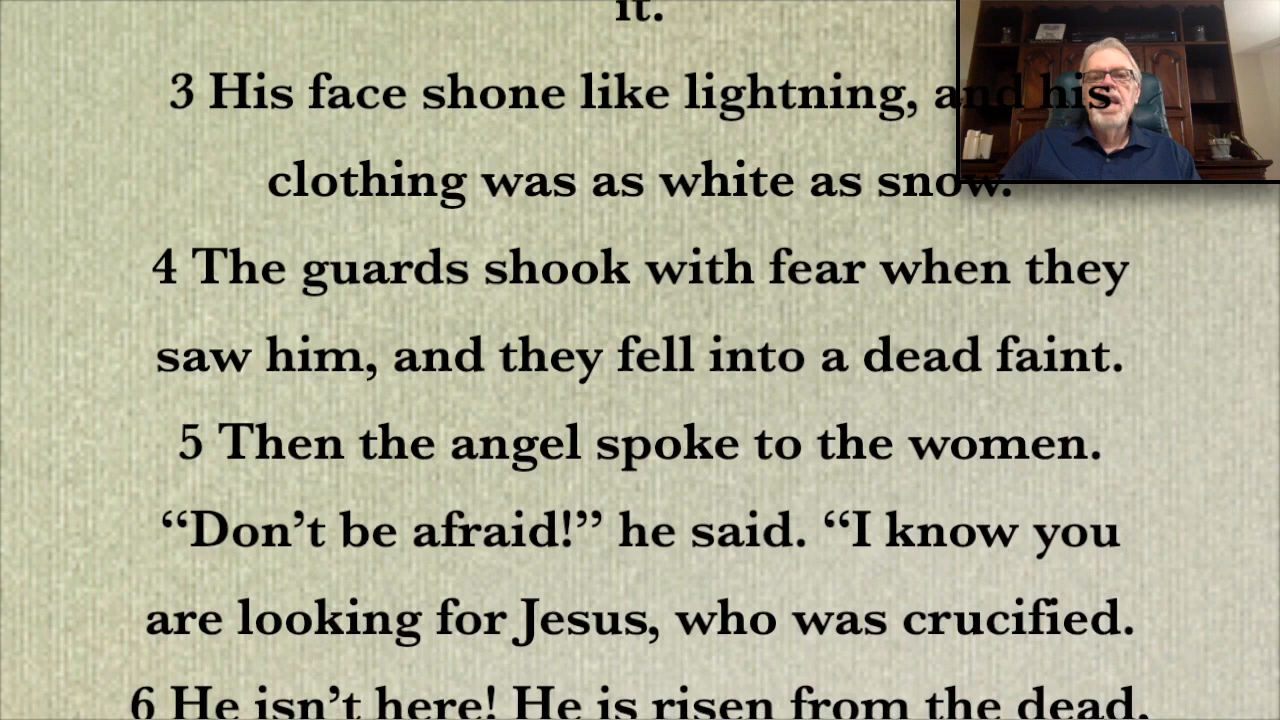 it.
3 His face shone like lightning, and his
clothing was as white as snow.
4 The guards shook with fear when they
saw him, and they fell into a dead faint.
5 Then the angel spoke to the women.
“Don’t be afraid!” he said. “I know you
are looking for Jesus, who was crucified.
6 He isn’t here! He is risen from the dead,